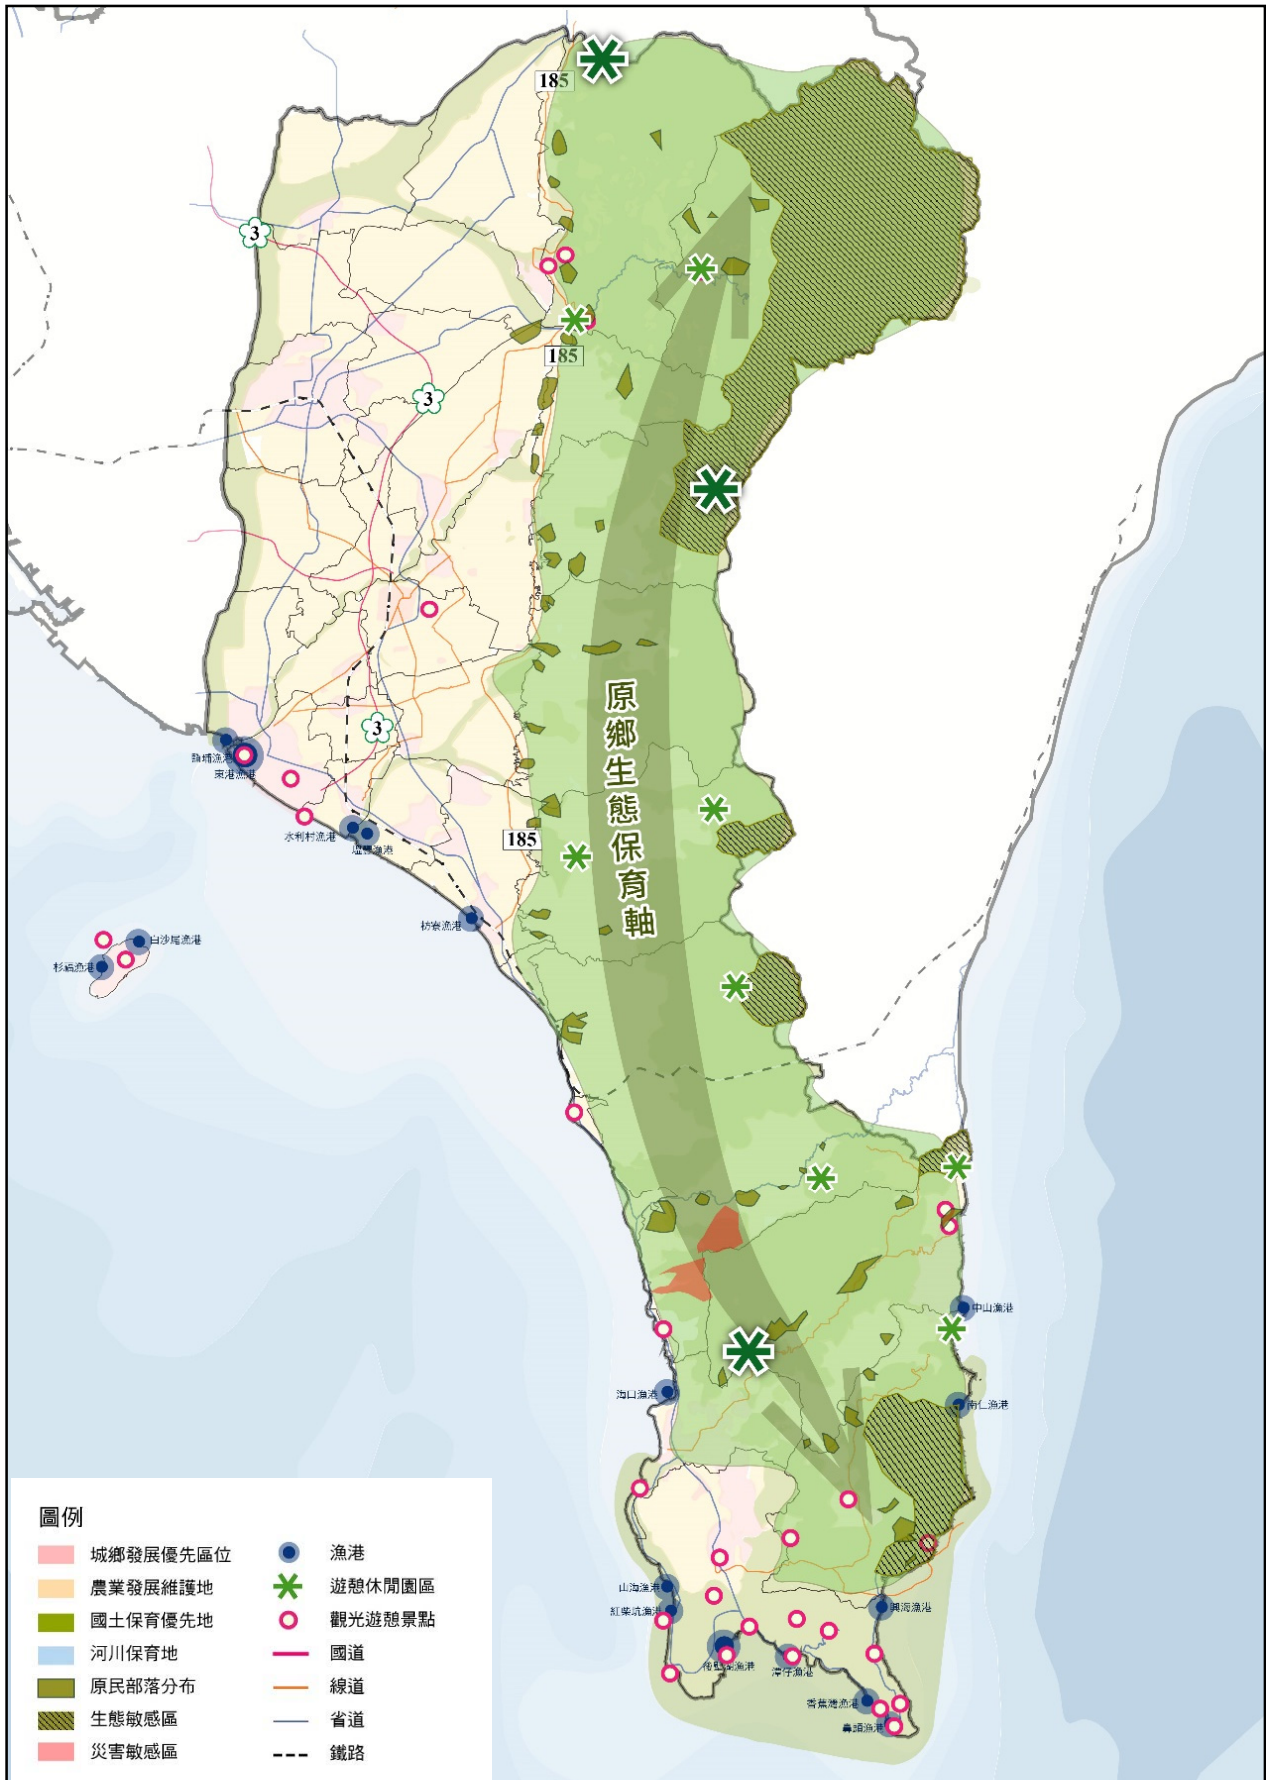 185
3
185
3
原鄉生態保育軸
3
東港漁港
水利村漁港
185
枋寮漁港
白沙尾漁港
杉福漁港
中山漁港
海口漁港
南仁漁港
山海漁港
紅柴坑漁港
興海漁港
潭仔漁港
香蕉灣漁港
鼻頭漁港
圖例
城鄉發展優先區位
農業發展維護地
國土保育優先地
河川保育地
原民部落分布
生態敏感區
災害敏感區
漁港
遊憩休閒園區
觀光遊憩景點
國道
線道
省道
鐵路